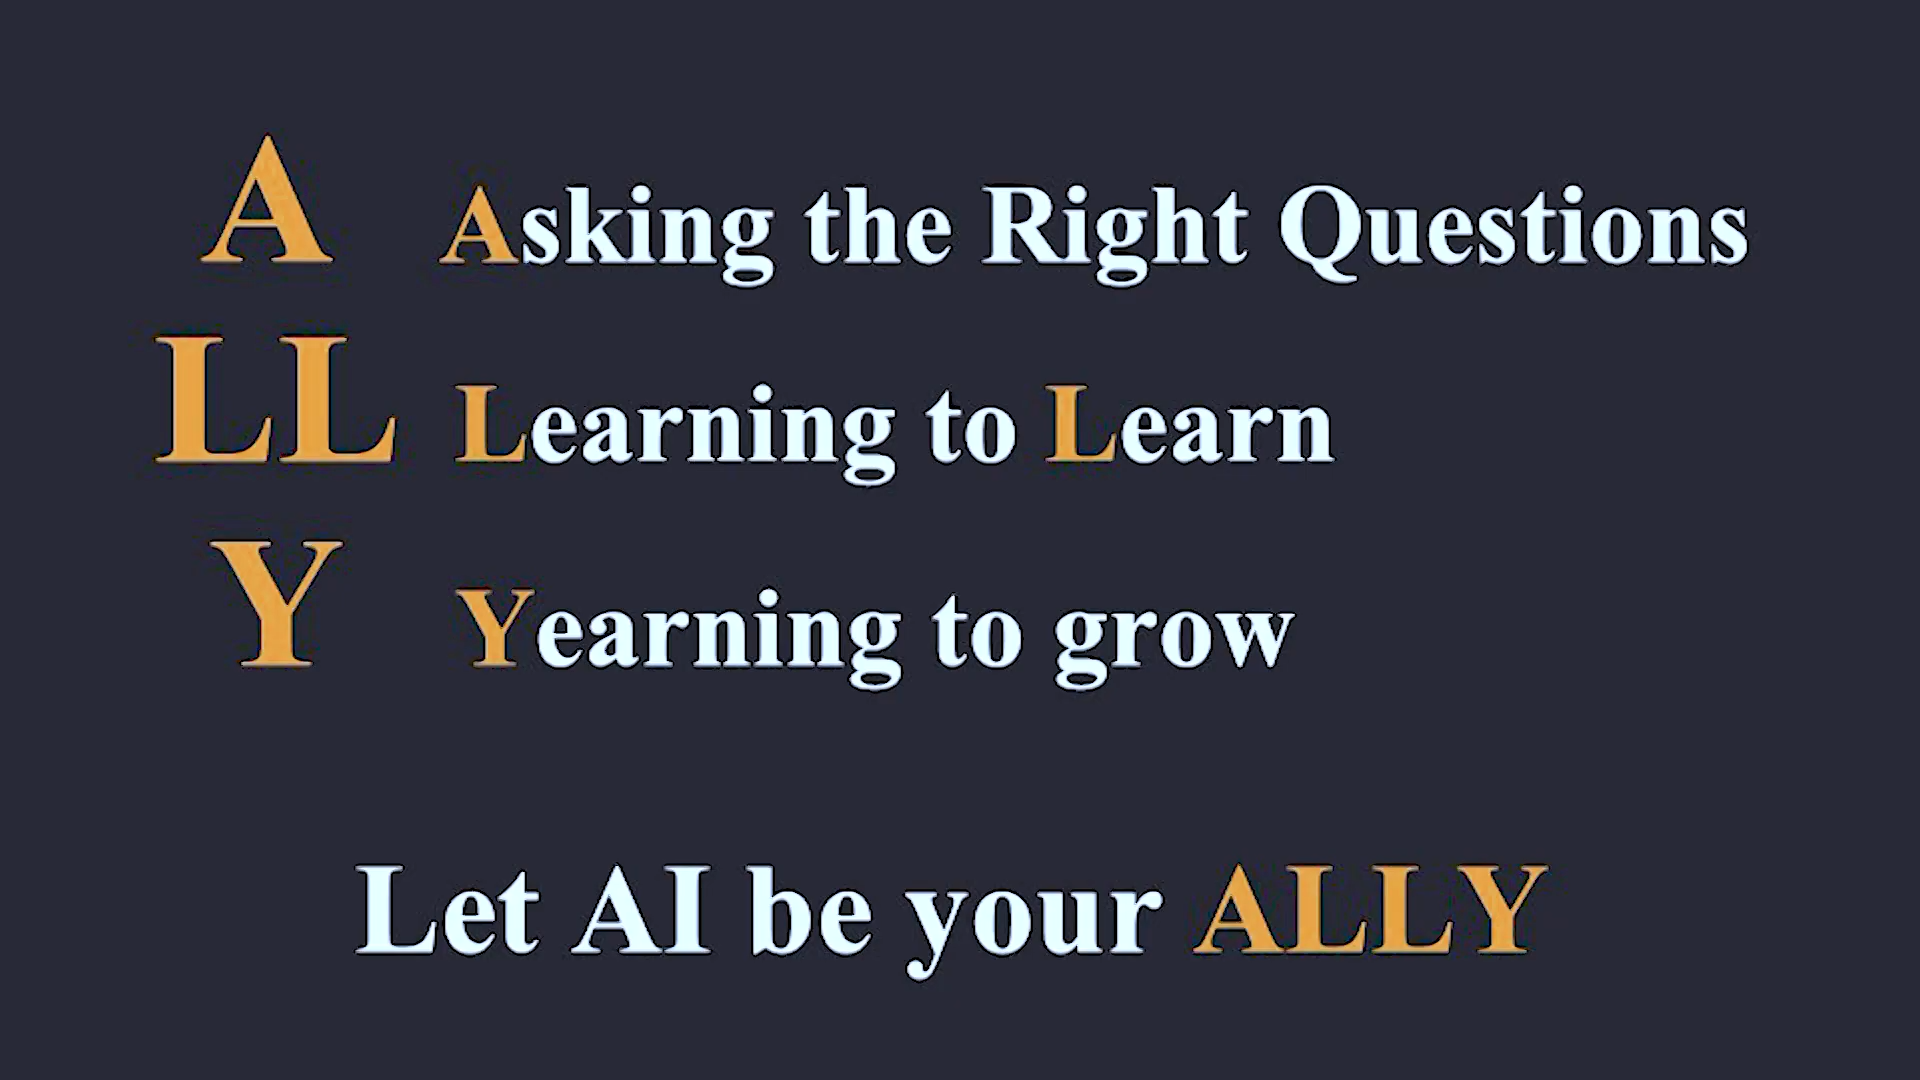 A Asking the Right Questions
LL Learning to Learn
Y Yearning to grow
Let AI be your ALLY